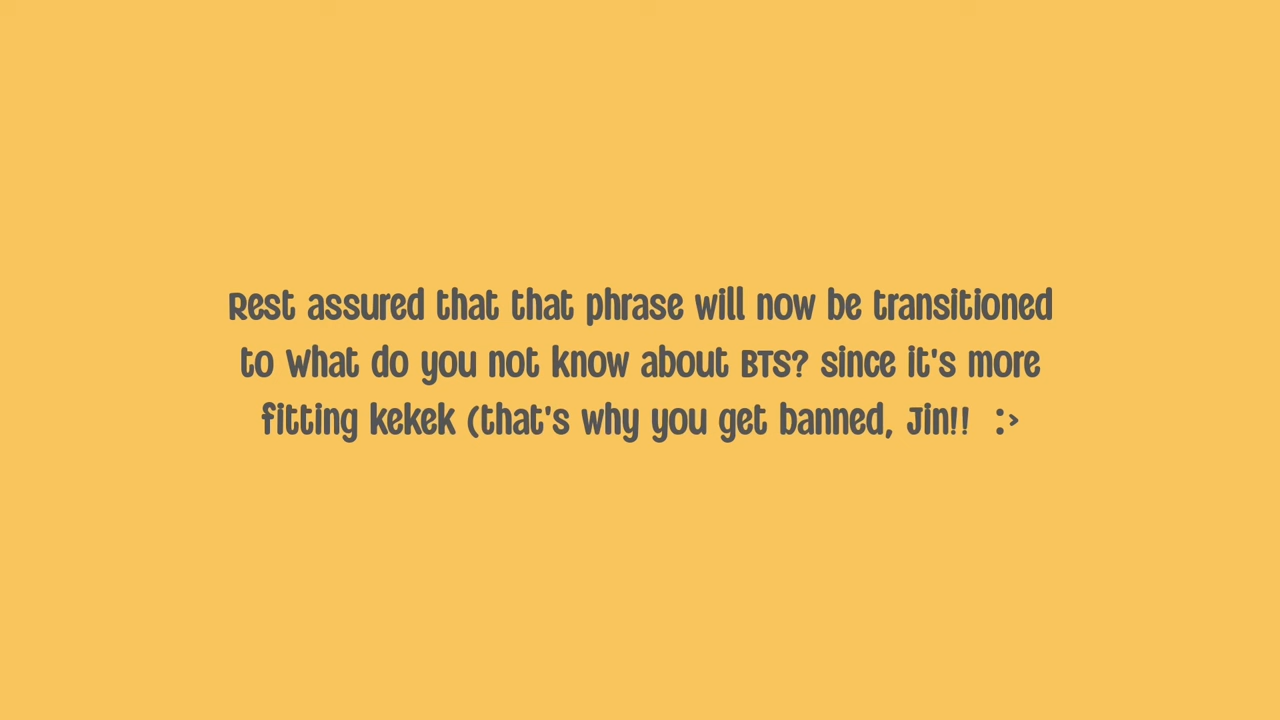 Rest assured that that phrase will now be transitioned
to What do you not know about BTS? since it's more
fitting kekek (that's why you get banned, Jin!!  :>